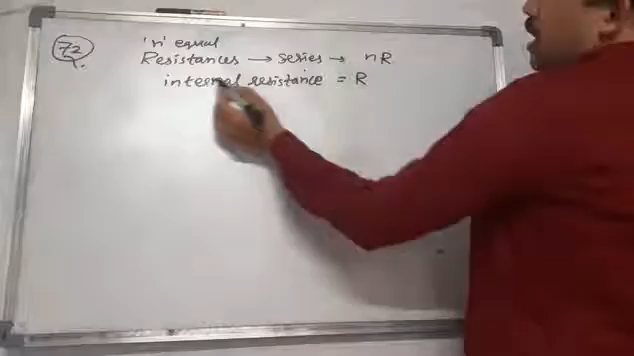 72
'n' equal
Resistances → series → nR
internal resistance = R